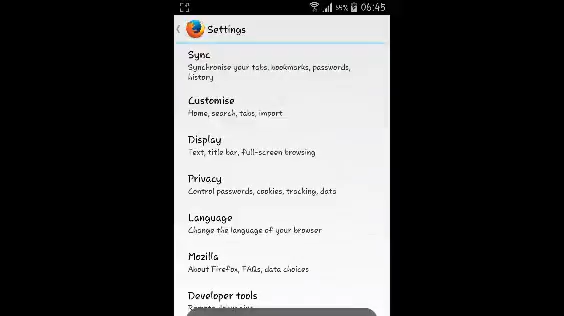 55% 06:45
Settings
Sync
Synchronise your tabs, bookmarks, passwords,
history
Customise
Home, search, tabs, import
Display
Text, title bar, full-screen browsing
Privacy
Control passwords, cookies, tracking, data
Language
Change the language of your browser
Mozilla
About Firefox, FAQs, data choices
Developer tools